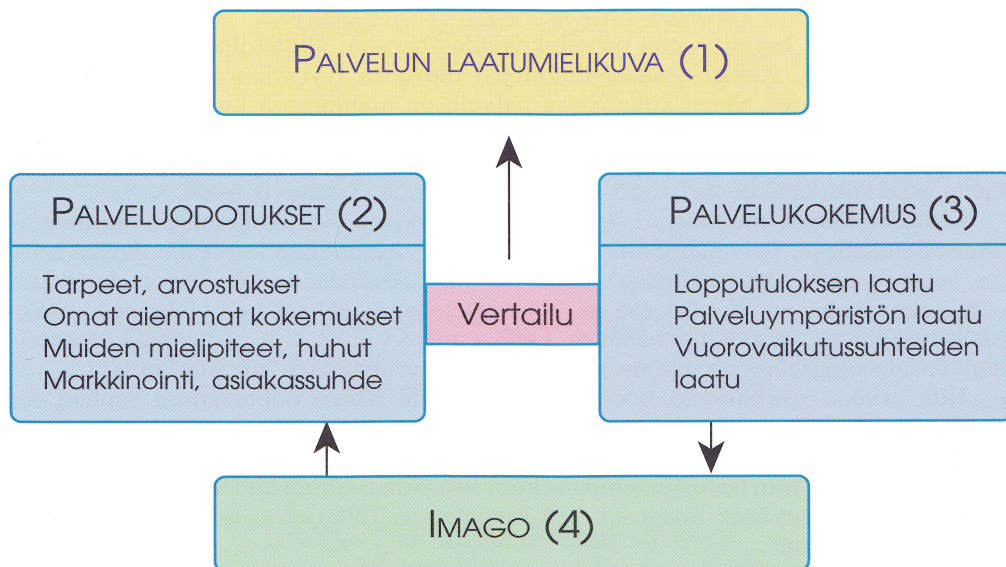 PALVELUN LAATUMIELIKUVA (1)
PALVELUODOTUKSET (2)
Tarpeet, arvostukset
Omat aiemmat kokemukset
Muiden mielipiteet, huhut
Markkinointi, asiakassuhde
Vertailu
PALVELUKOKEMUS (3)
Lopputuloksen laatu
Palveluympäristön laatu
Vuorovaikutussuhteiden
laatu
IMAGO (4)